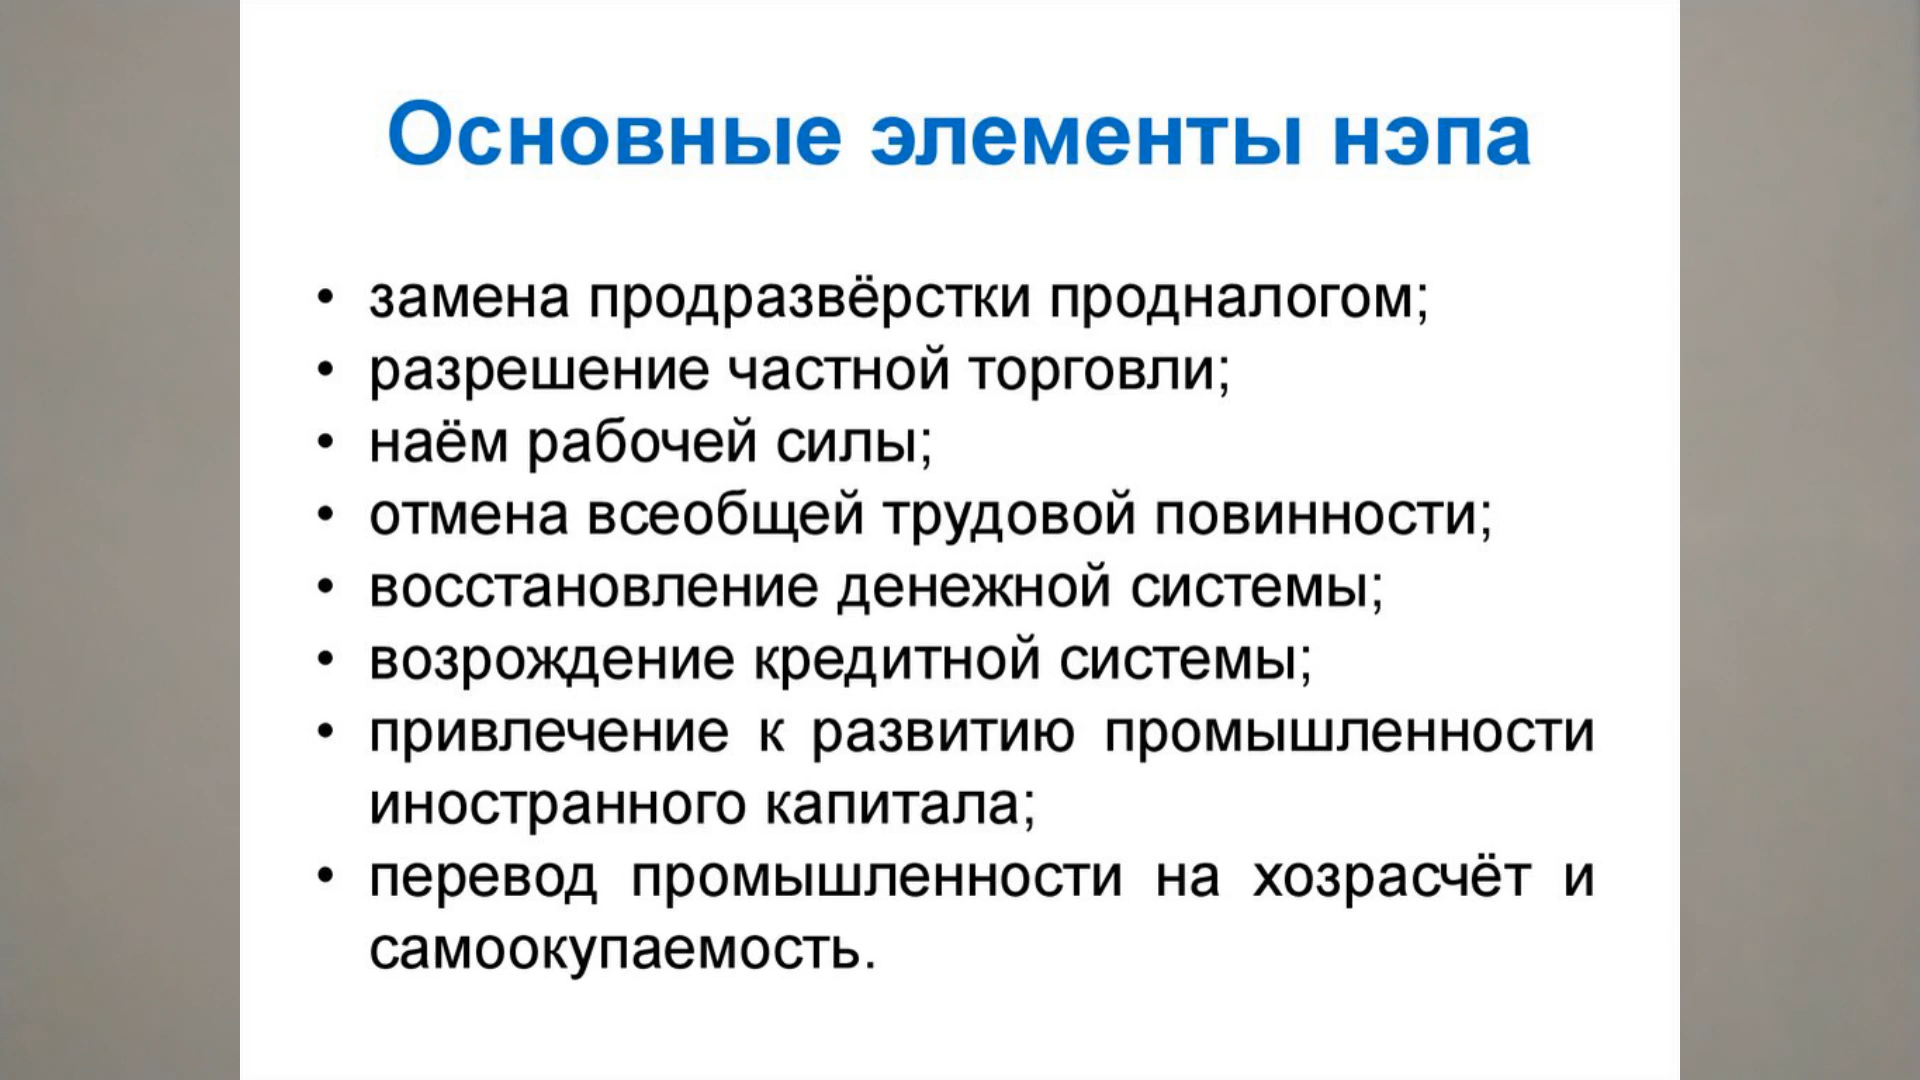 Основные элементы нэпа
• замена продразвёрстки продналогом;
• разрешение частной торговли;
• наём рабочей силы;
• отмена всеобщей трудовой повинности;
• восстановление денежной системы;
• возрождение кредитной системы;
• привлечение к развитию промышленности
иностранного капитала;
• перевод промышленности на хозрасчёт и
самоокупаемость.